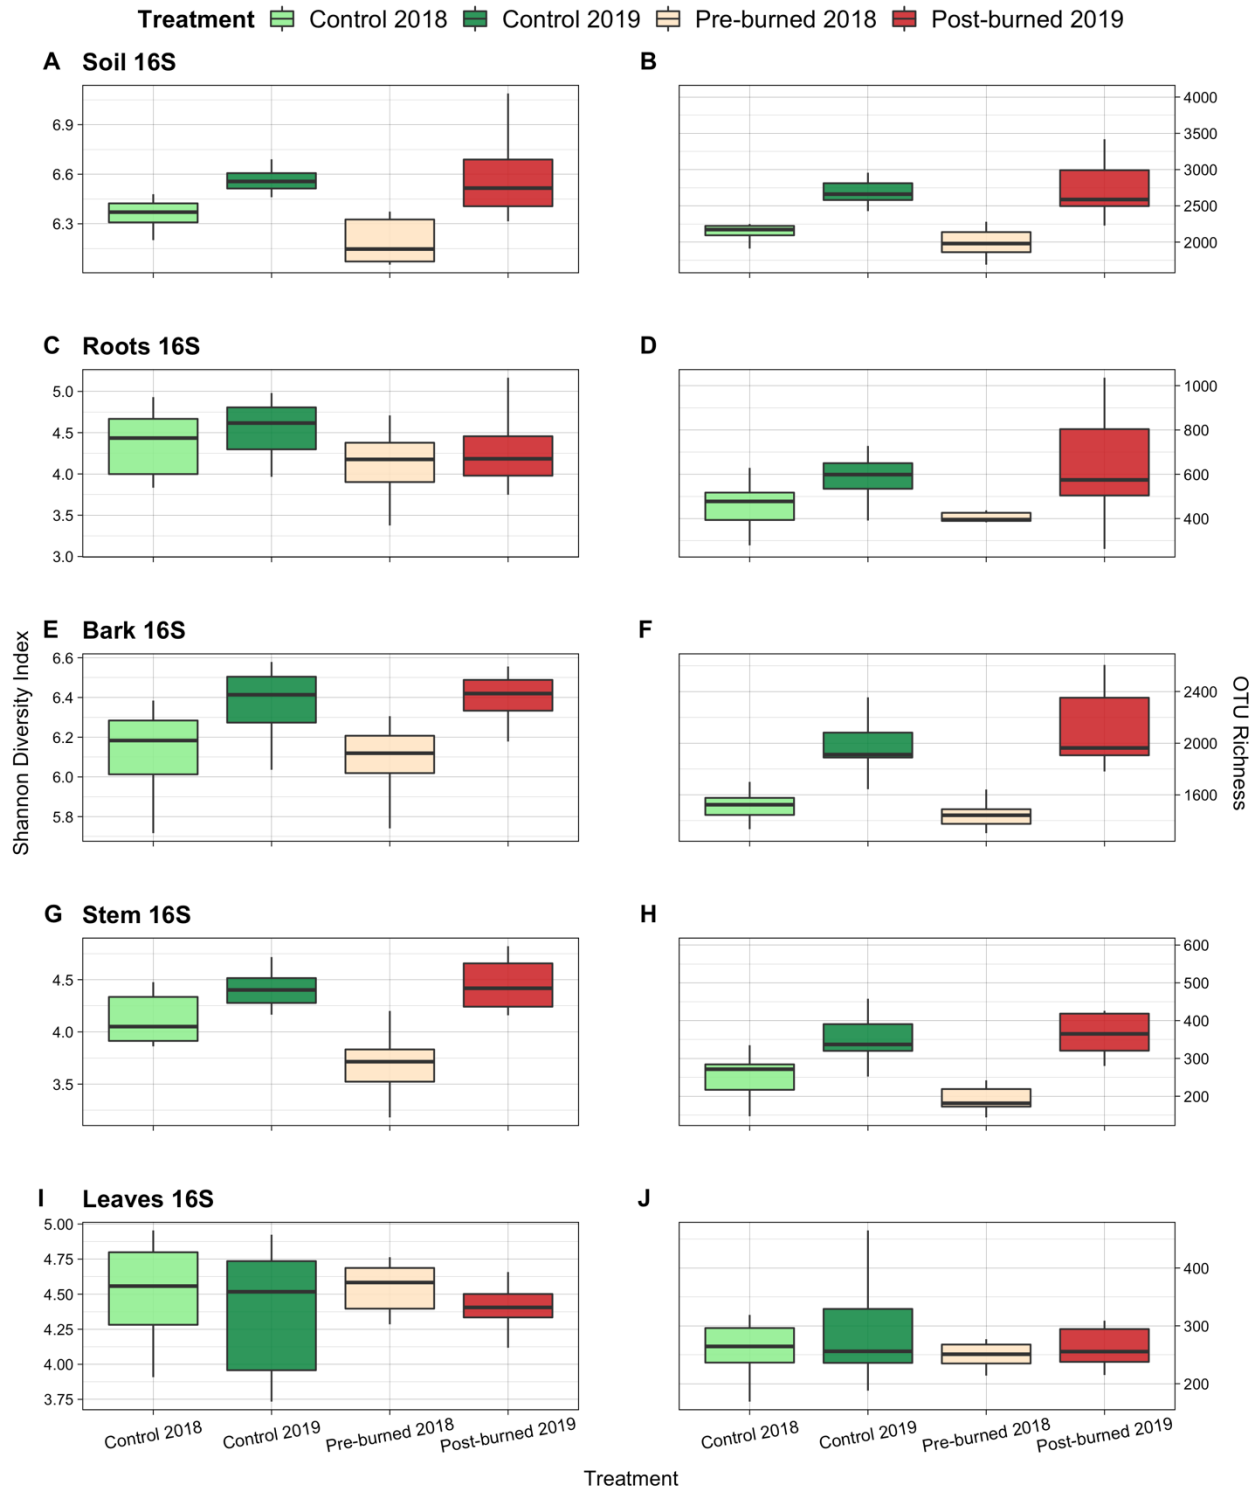 Treatment Control 2018 Control 2019 Pre-burned 2018 Post-burned 2019
A Soil 16S
B
6.9
6.6
6.3
4000
3500
3000
2500
2000
C Roots 16S
D
5.0
4.5
4.0
3.5
3.0
1000
800
600
400
E Bark 16S
F
6.6
6.4
6.2
6.0
5.8
2400
2000
1600
Shannon Diversity Index
OTU Richness
G Stem 16S
H
4.5
4.0
3.5
600
500
400
300
200
I Leaves 16S
J
5.00
4.75
4.50
4.25
4.00
3.75
400
300
200
Control 2018 Control 2019 Pre-burned 2018 Post-burned 2019
Control 2018 Control 2019 Pre-burned 2018 Post-burned 2019
Treatment